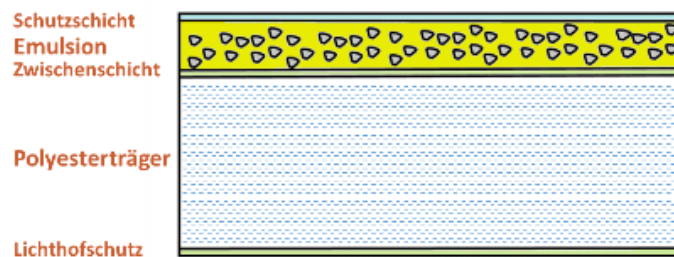 Schutzschicht
Emulsion
Zwischenschicht
Polyesterträger
Lichthofschutz